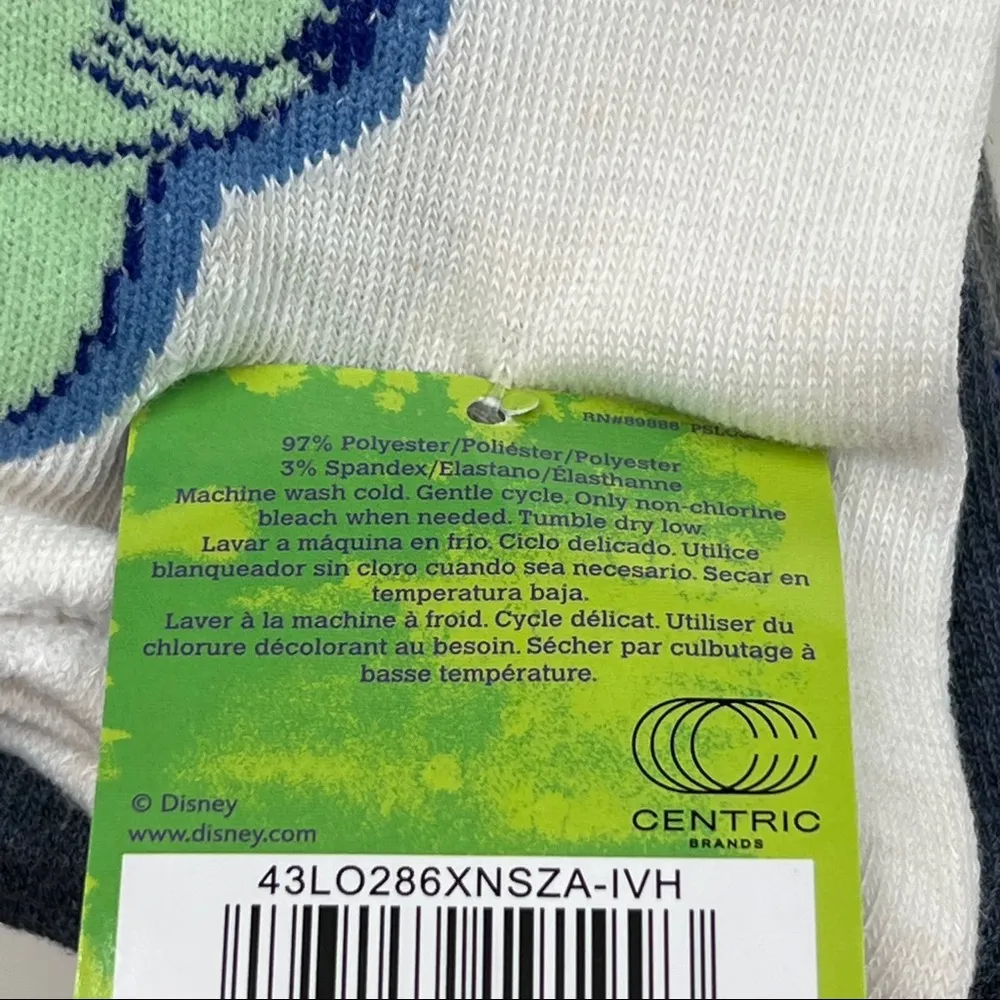 RN#89886
97% Polyester/Poliéster/Polyester
3% Spandex/Elastano/Élasthanne
Machine wash cold. Gentle cycle. Only non-chlorine
bleach when needed. Tumble dry low.
Lavar a máquina en frío. Ciclo delicado. Utilice
blanqueador sin cloro cuando sea necesario. Secar en
temperatura baja.
Laver à la machine à froid. Cycle délicat. Utiliser du
chlorure décolorant au besoin. Sécher par culbutage à
basse température.
CENTRIC
BRANDS
© Disney
www.disney.com
43LO286XNSZA-IVH